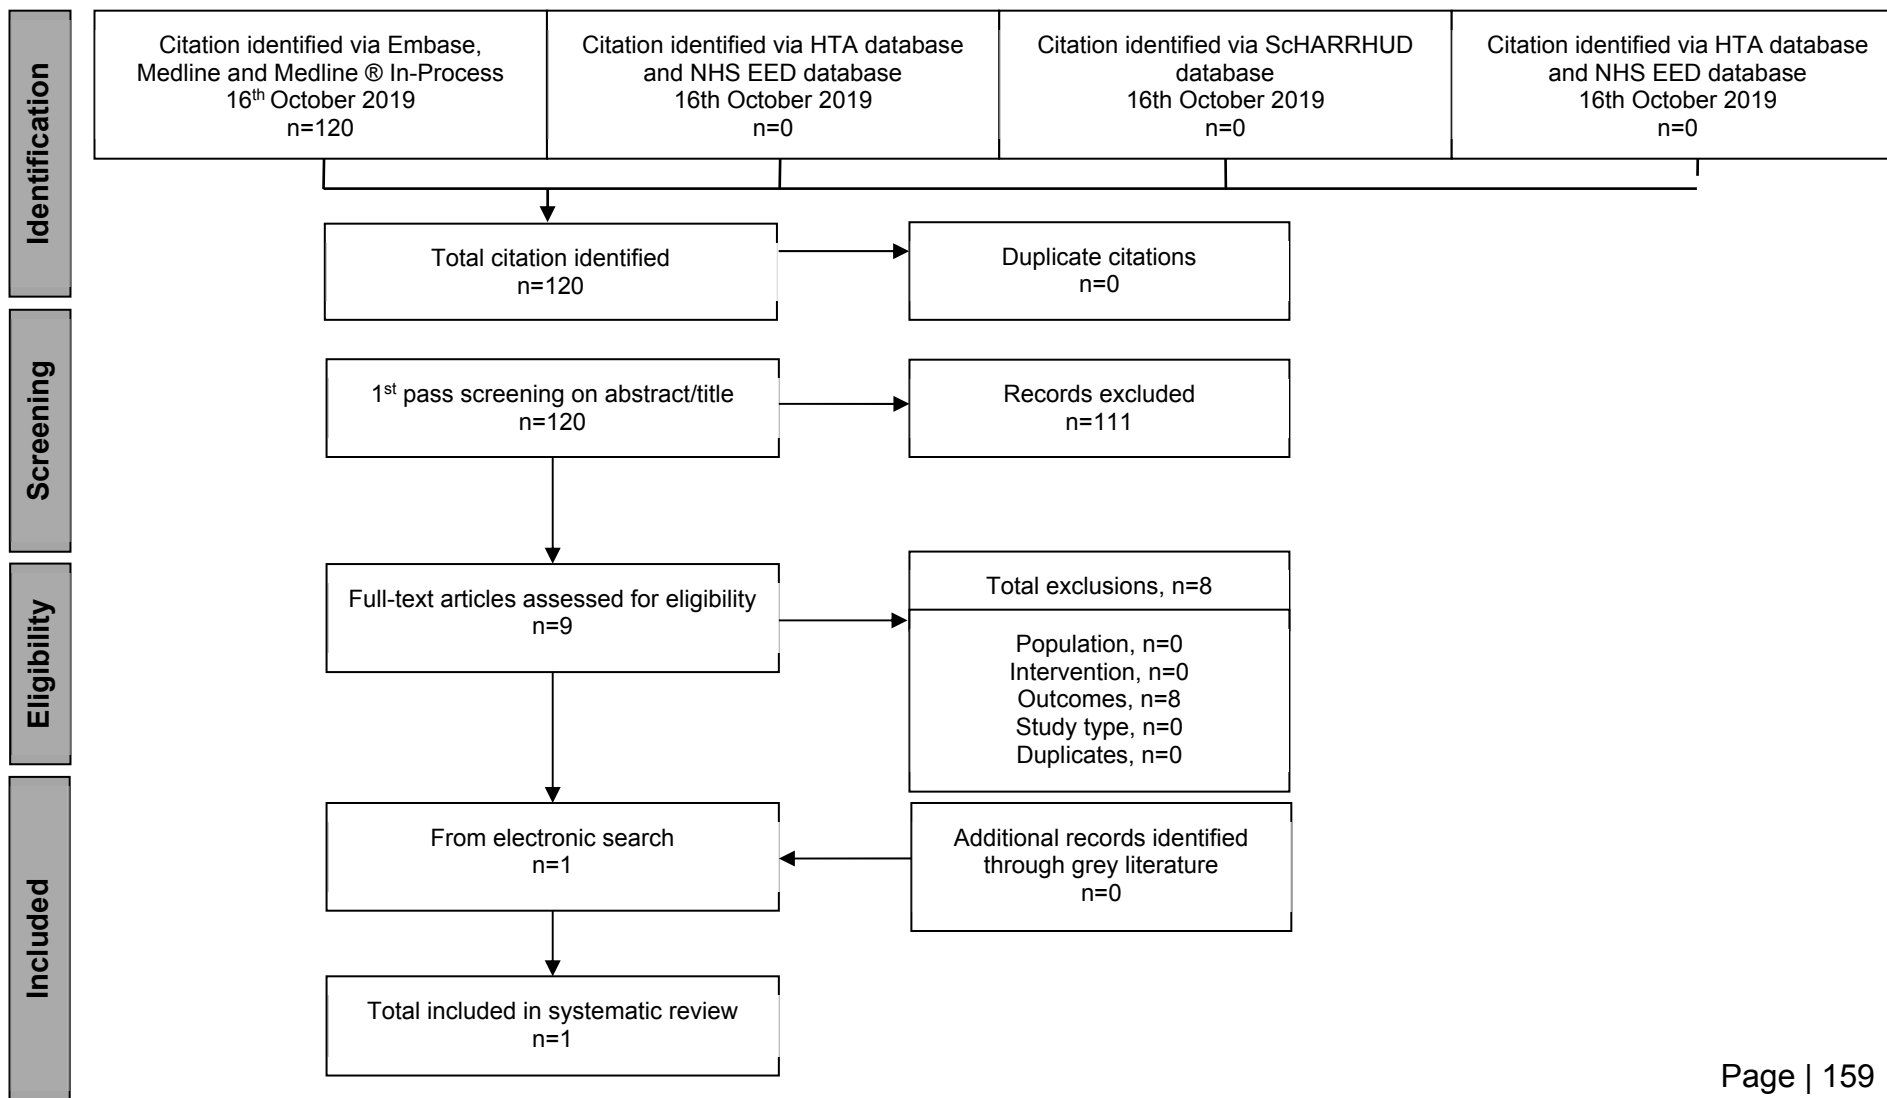 Identification
Citation identified via Embase,
Medline and Medline ® In-Process
16th October 2019
n=120
Citation identified via HTA database
and NHS EED database
16th October 2019
n=0
Citation identified via ScHARRHUD
database
16th October 2019
n=0
Citation identified via HTA database
and NHS EED database
16th October 2019
n=0
Total citation identified
n=120
Duplicate citations
n=0
Screening
1st pass screening on abstract/title
n=120
Records excluded
n=111
Eligibility
Full-text articles assessed for eligibility
n=9
Total exclusions, n=8
Population, n=0
Intervention, n=0
Outcomes, n=8
Study type, n=0
Duplicates, n=0
Included
From electronic search
n=1
Additional records identified
through grey literature
n=0
Total included in systematic review
n=1
Page | 159